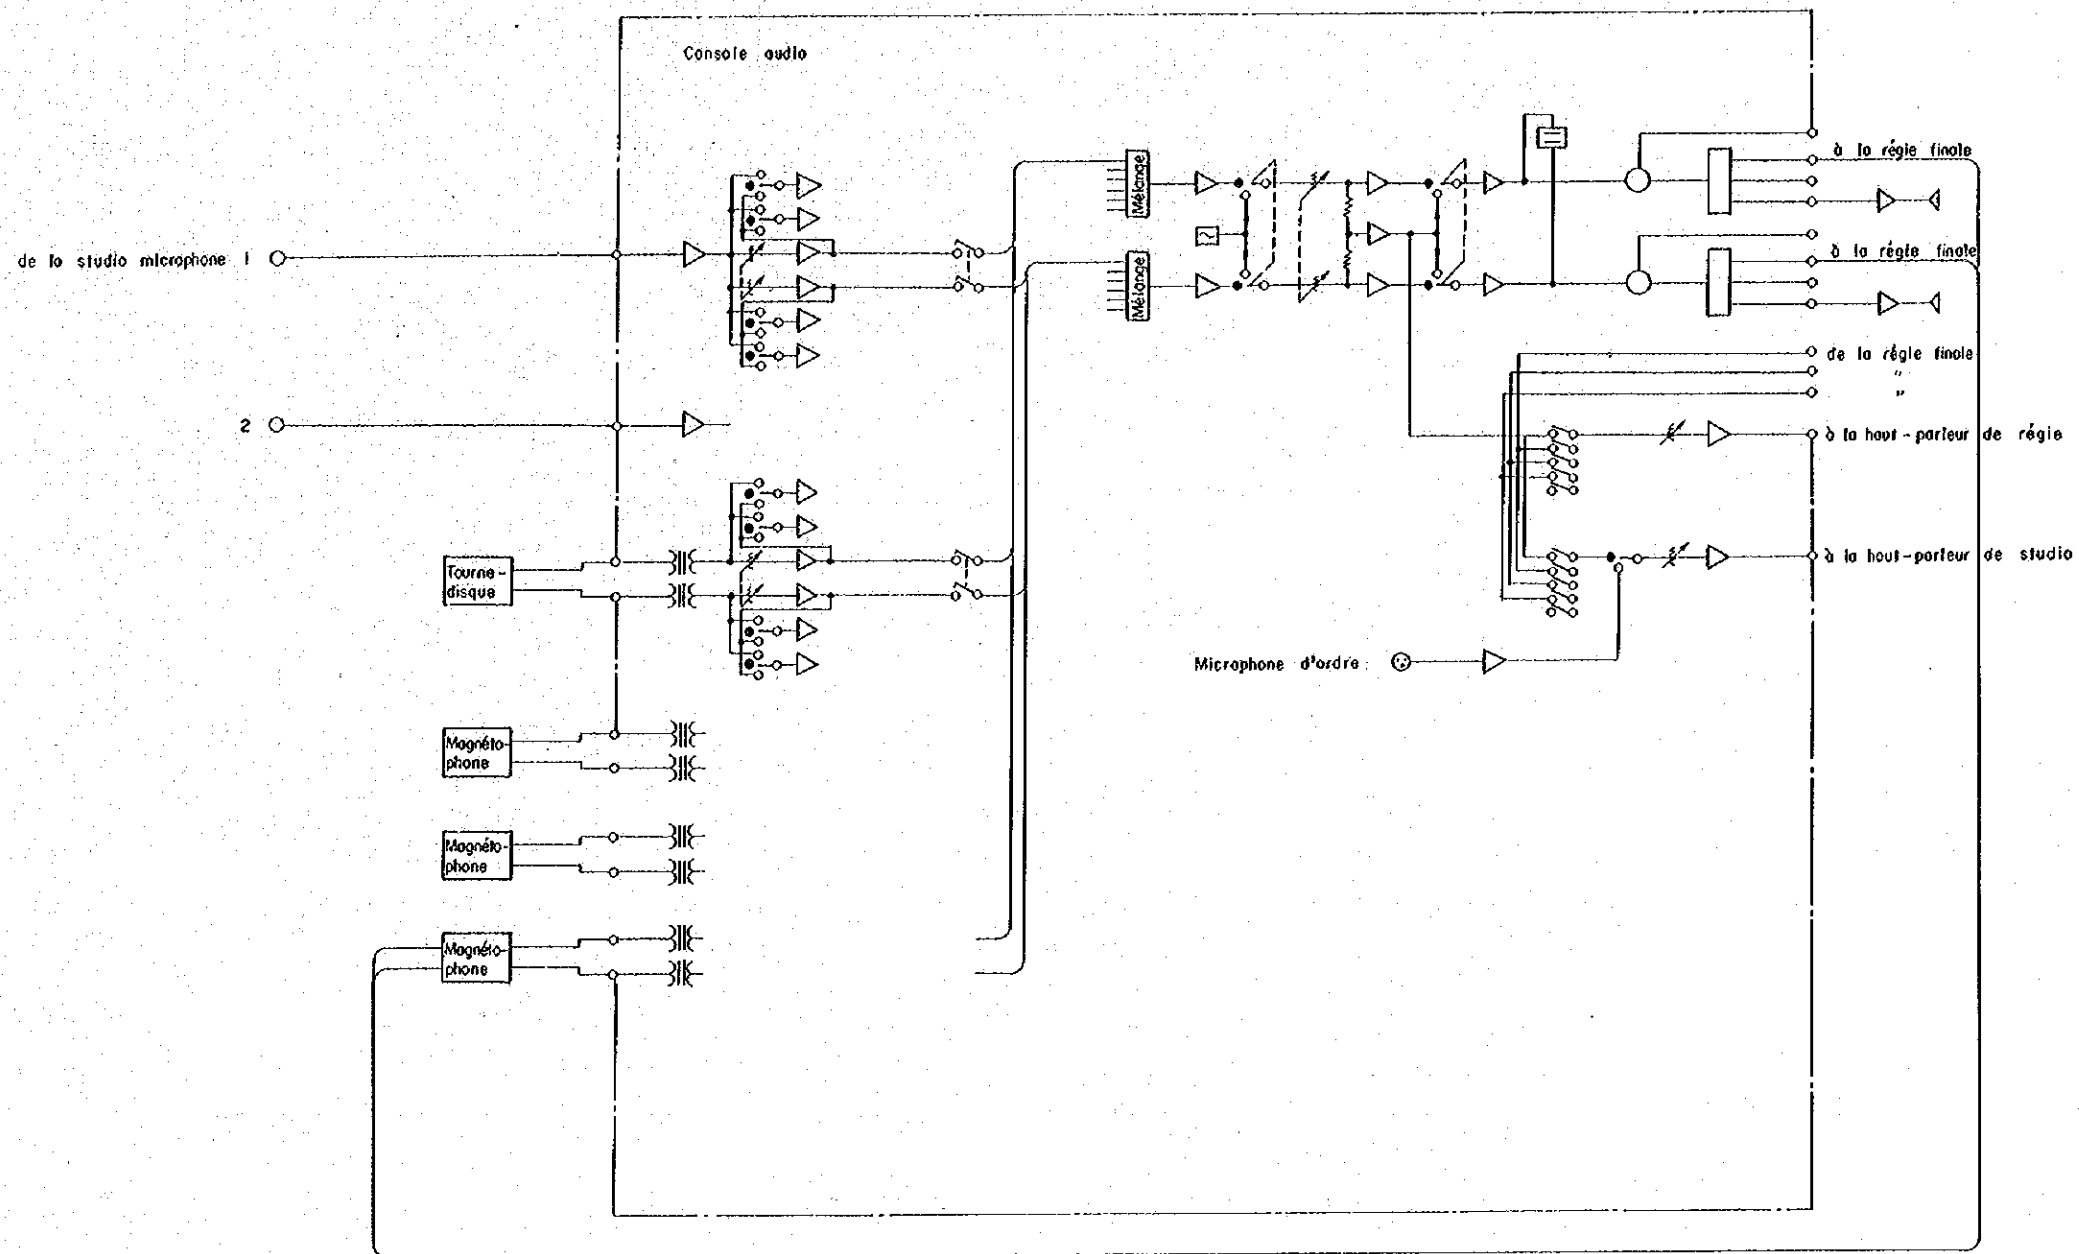 Console audio
Mélange
à la régie finale
de la studio microphone 1
à la régie finale
Mélange
de la régie finale
"
"
2
à la haut-parleur de régie
à la haut-parleur de studio
Tourne-
disque
Microphone d'ordre
Magnéto-
phone
Magnéto-
phone
Magnéto-
phone